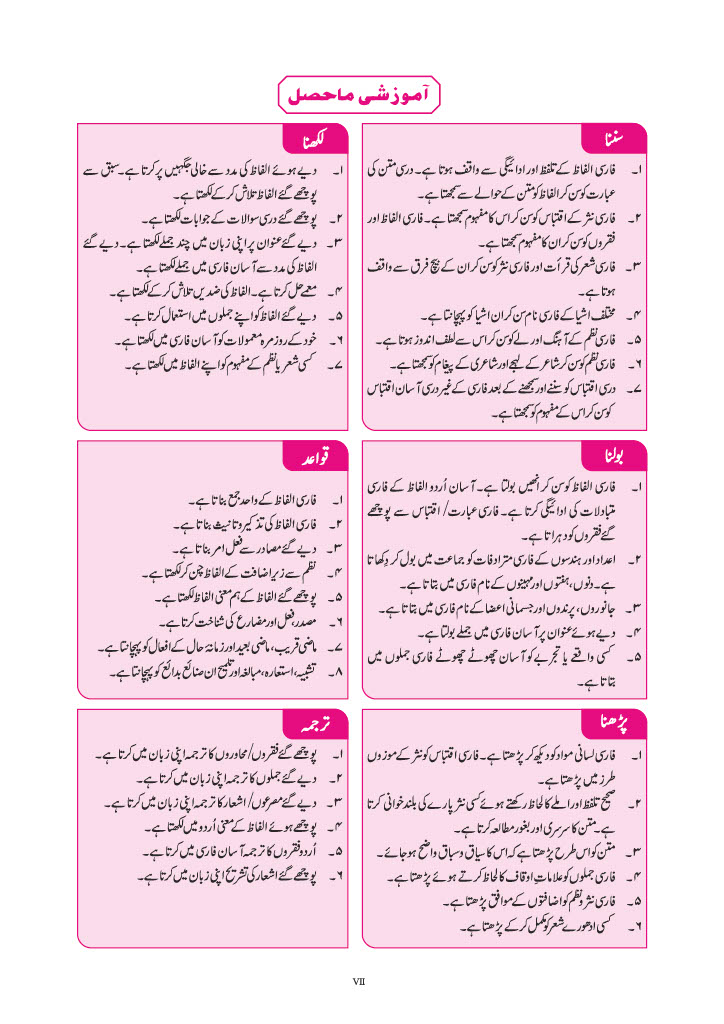 آموزشی ماحصل
سننا
۱۔ فارسی الفاظ کے تلفظ اور ادائیگی سے واقف ہوتا ہے۔ درسی متن کی
عبارت کو سن کر الفاظ کو متن کے حوالے سے سمجھتا ہے۔
۲۔ فارسی نثر کے اقتباس کو سن کر اس کا مفہوم سمجھتا ہے۔ فارسی الفاظ اور
فقروں کو سن کر ان کا مفہوم سمجھتا ہے۔
۳۔ فارسی شعر کی قرأت اور فارسی نثر کو سن کر ان کے بیچ فرق سے واقف
ہوتا ہے۔
۴۔ مختلف اشیا کے فارسی نام سن کر ان اشیا کو پہچانتا ہے۔
۵۔ فارسی نظم کے آہنگ اور لے کو سن کر اس سے لطف اندوز ہوتا ہے۔
۶۔ فارسی نظم کو سن کر شاعر کے لہجے اور شاعری کے پیغام کو سمجھتا ہے۔
۷۔ درسی اقتباس کو سننے اور سمجھنے کے بعد فارسی کے غیر درسی آسان اقتباس
کو سن کر اس کے مفہوم کو سمجھتا ہے۔
لکھنا
۱۔ دیے ہوئے الفاظ کی مدد سے خالی جگہیں پر کرتا ہے۔ سبق سے
پوچھے گئے الفاظ تلاش کر کے لکھتا ہے۔
۲۔ پوچھے گئے درسی سوالات کے جوابات لکھتا ہے۔
۳۔ دیے گئے عنوان پر اپنی زبان میں چند جملے لکھتا ہے۔ دیے گئے
الفاظ کی مدد سے آسان فارسی میں جملے لکھتا ہے۔
۴۔ معمے حل کرتا ہے۔ الفاظ کی ضدیں تلاش کر کے لکھتا ہے۔
۵۔ دیے گئے الفاظ کو اپنے جملوں میں استعمال کرتا ہے۔
۶۔ خود کے روزمرہ معمولات کو آسان فارسی میں لکھتا ہے۔
۷۔ کسی شعر یا نظم کے مفہوم کو اپنے الفاظ میں لکھتا ہے۔
بولنا
۱۔ فارسی الفاظ کو سن کر انھیں بولتا ہے۔ آسان اُردو الفاظ کے فارسی
متبادلات کی ادائیگی کرتا ہے۔ فارسی عبارت/ اقتباس سے پوچھے
گئے فقروں کو دہراتا ہے۔
۲۔ اعداد اور ہندسوں کے فارسی مترادفات کو جماعت میں بول کر دِکھاتا
ہے۔ دنوں، ہفتوں اور مہینوں کے نام فارسی میں بتاتا ہے۔
۳۔ جانوروں، پرندوں اور جسمانی اعضا کے نام فارسی میں بتاتا ہے۔
۴۔ دیے ہوئے عنوان پر آسان فارسی میں جملے بولتا ہے۔
۵۔ کسی واقعے یا تجربے کو آسان چھوٹے چھوٹے فارسی جملوں میں
بتاتا ہے۔
قواعد
۱۔ فارسی الفاظ کے واحد جمع بناتا ہے۔
۲۔ فارسی الفاظ کی تذکیر و تانیث بناتا ہے۔
۳۔ دیے گئے مصادر سے فعل امر بناتا ہے۔
۴۔ نظم سے زیرِ اضافت کے الفاظ چن کر لکھتا ہے۔
۵۔ پوچھے گئے الفاظ کے ہم معنی الفاظ لکھتا ہے۔
۶۔ مصدر، فعل اور مضارع کی شناخت کرتا ہے۔
۷۔ ماضی قریب، ماضی بعید اور زمانۂ حال کے افعال کو پہچانتا ہے۔
۸۔ تشبیہ، استعارہ، مبالغہ اور تلمیح ان صنائع بدائع کو پہچانتا ہے۔
پڑھنا
۱۔ فارسی لسانی مواد کو دیکھ کر پڑھتا ہے۔ فارسی اقتباس کو نثر کے موزوں
طرز میں پڑھتا ہے۔
۲۔ صحیح تلفظ اور املے کا لحاظ رکھتے ہوئے کسی نثر پارے کی بلند خوانی کرتا
ہے۔ متن کا سرسری اور بغور مطالعہ کرتا ہے۔
۳۔ متن کو اس طرح پڑھتا ہے کہ اس کا سیاق و سباق واضح ہو جائے۔
۴۔ فارسی جملوں کو علاماتِ اوقاف کا لحاظ کرتے ہوئے پڑھتا ہے۔
۵۔ فارسی نثر و نظم کو اضافتوں کے موافق پڑھتا ہے۔
۶۔ کسی ادھورے شعر کو مکمل کر کے پڑھتا ہے۔
ترجمہ
۱۔ پوچھے گئے فقروں/محاوروں کا ترجمہ اپنی زبان میں کرتا ہے۔
۲۔ دیے گئے جملوں کا ترجمہ اپنی زبان میں کرتا ہے۔
۳۔ دیے گئے مصرعوں/ اشعار کا ترجمہ اپنی زبان میں کرتا ہے۔
۴۔ پوچھے ہوئے الفاظ کے معنی اُردو میں لکھتا ہے۔
۵۔ اُردو فقروں کا ترجمہ آسان فارسی میں کرتا ہے۔
۶۔ پوچھے گئے اشعار کی تشریح اپنی زبان میں کرتا ہے۔
VII